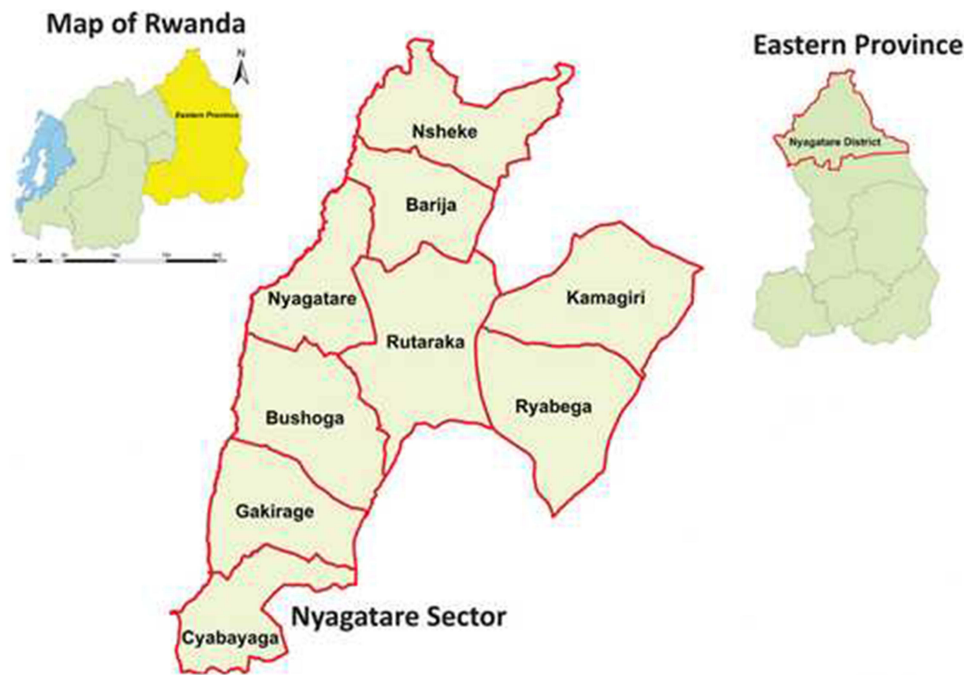 Map of Rwanda
N
Eastern Province
Eastern Province
Nyagatare District
Nsheke
Barija
Nyagatare
Kamagiri
Rutaraka
Ryabega
Bushoga
Gakirage
Cyabayaga
Nyagatare Sector